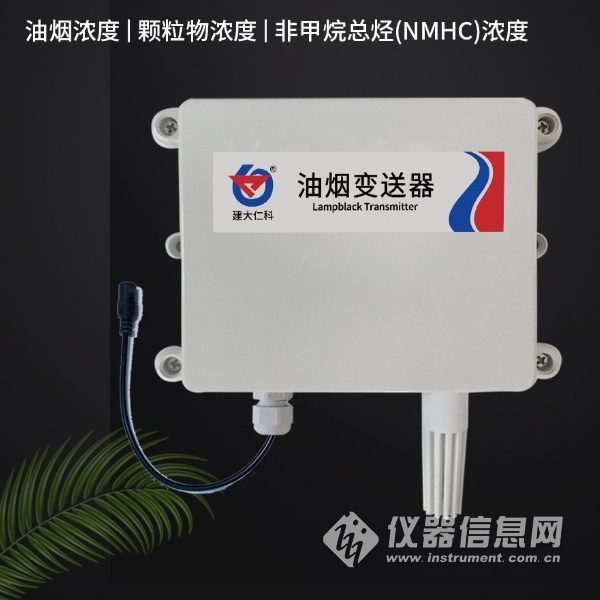 油烟浓度 | 颗粒物浓度 | 非甲烷总烃(NMHC)浓度
®
建大仁科
油烟变送器
Lampblack Transmitter
仪器信息网
www.instrument.com.cn